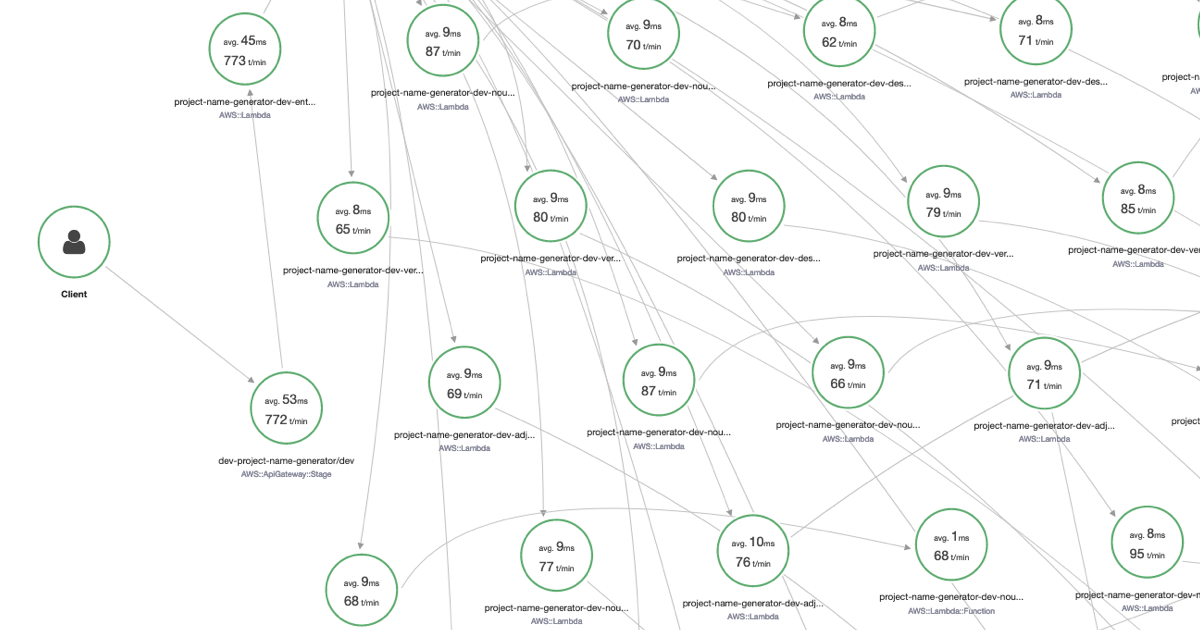 avg. 45ms
773 t/min
project-name-generator-dev-ent...
AWS::Lambda
avg. 9ms
87 t/min
project-name-generator-dev-nou...
AWS::Lambda
avg. 9ms
70 t/min
project-name-generator-dev-nou...
AWS::Lambda
avg. 8ms
62 t/min
project-name-generator-dev-des...
AWS::Lambda
avg. 8ms
71 t/min
project-name-generator-dev-des...
AWS::Lambda
project-n
AW
Client
avg. 8ms
65 t/min
project-name-generator-dev-ver...
AWS::Lambda
avg. 9ms
80 t/min
project-name-generator-dev-ver...
AWS::Lambda
avg. 9ms
80 t/min
project-name-generator-dev-des...
AWS::Lambda
avg. 9ms
79 t/min
project-name-generator-dev-ver...
AWS::Lambda
avg. 8ms
85 t/min
project-name-generator-dev-ve
AWS::Lambda
avg. 53ms
772 t/min
dev-project-name-generator/dev
AWS::ApiGateway::Stage
avg. 9ms
69 t/min
project-name-generator-dev-adj...
AWS::Lambda
avg. 9ms
87 t/min
project-name-generator-dev-nou...
AWS::Lambda
avg. 9ms
66 t/min
project-name-generator-dev-nou...
AWS::Lambda
avg. 9ms
71 t/min
project-name-generator-dev-adj...
AWS::Lambda
project
avg. 9ms
68 t/min
avg. 9ms
77 t/min
project-name-generator-dev-nou...
AWS::Lambda
avg. 10ms
76 t/min
project-name-generator-dev-adj...
AWS::Lambda
avg. 1ms
68 t/min
project-name-generator-dev-nou...
AWS::Lambda::Function
avg. 8ms
95 t/min
project-name-generator-dev-n
AWS::Lambda